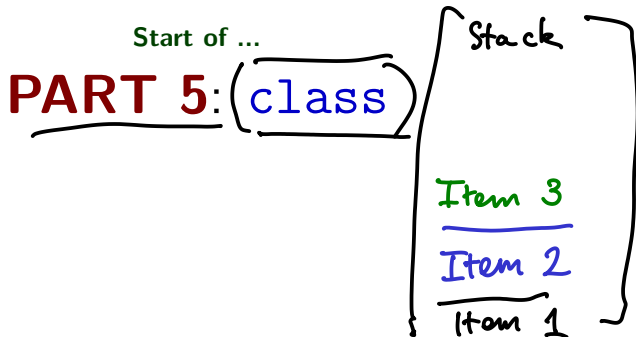 Start of ...
PART 5: class
Stack
Item 3
Item 2
Item 1